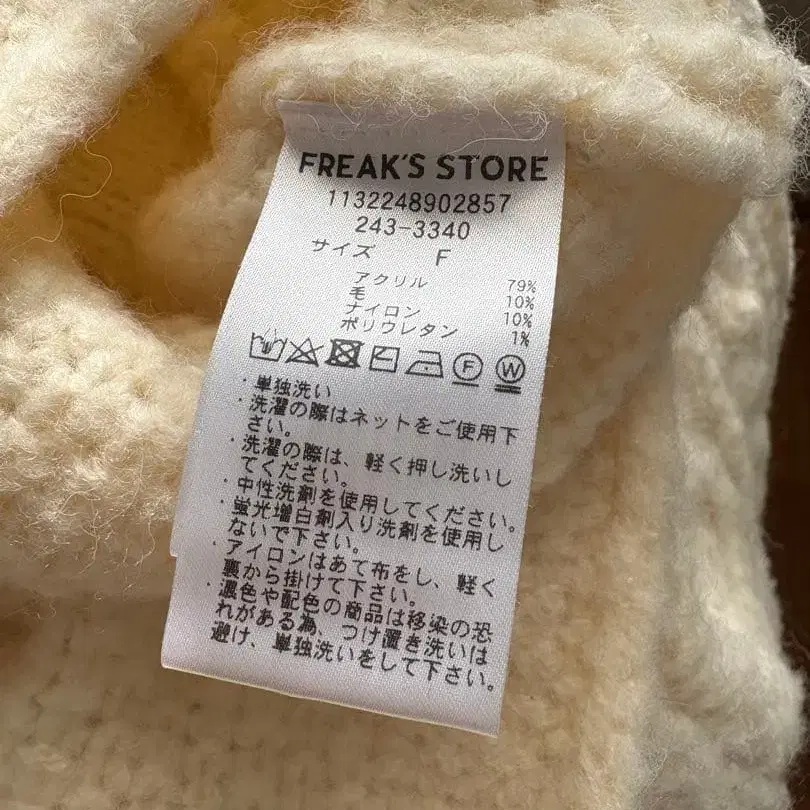 FREAK'S STORE
1132248902857
243-3340
サイズ F
アクリル 79%
毛 10%
ナイロン 10%
ポリウレタン 1%
F W
・単独洗い
・洗濯の際はネットをご使用下
さい。
・洗濯の際は、軽く押し洗いし
てください。
・中性洗剤を使用してください。
・蛍光増白剤入り洗剤を使用し
ないで下さい。
・アイロンはあて布をし、軽く
裏から掛けて下さい。
・濃色や配色の商品は移染の恐
れがある為、つけ置き洗いは
避け、単独洗いをして下さい。